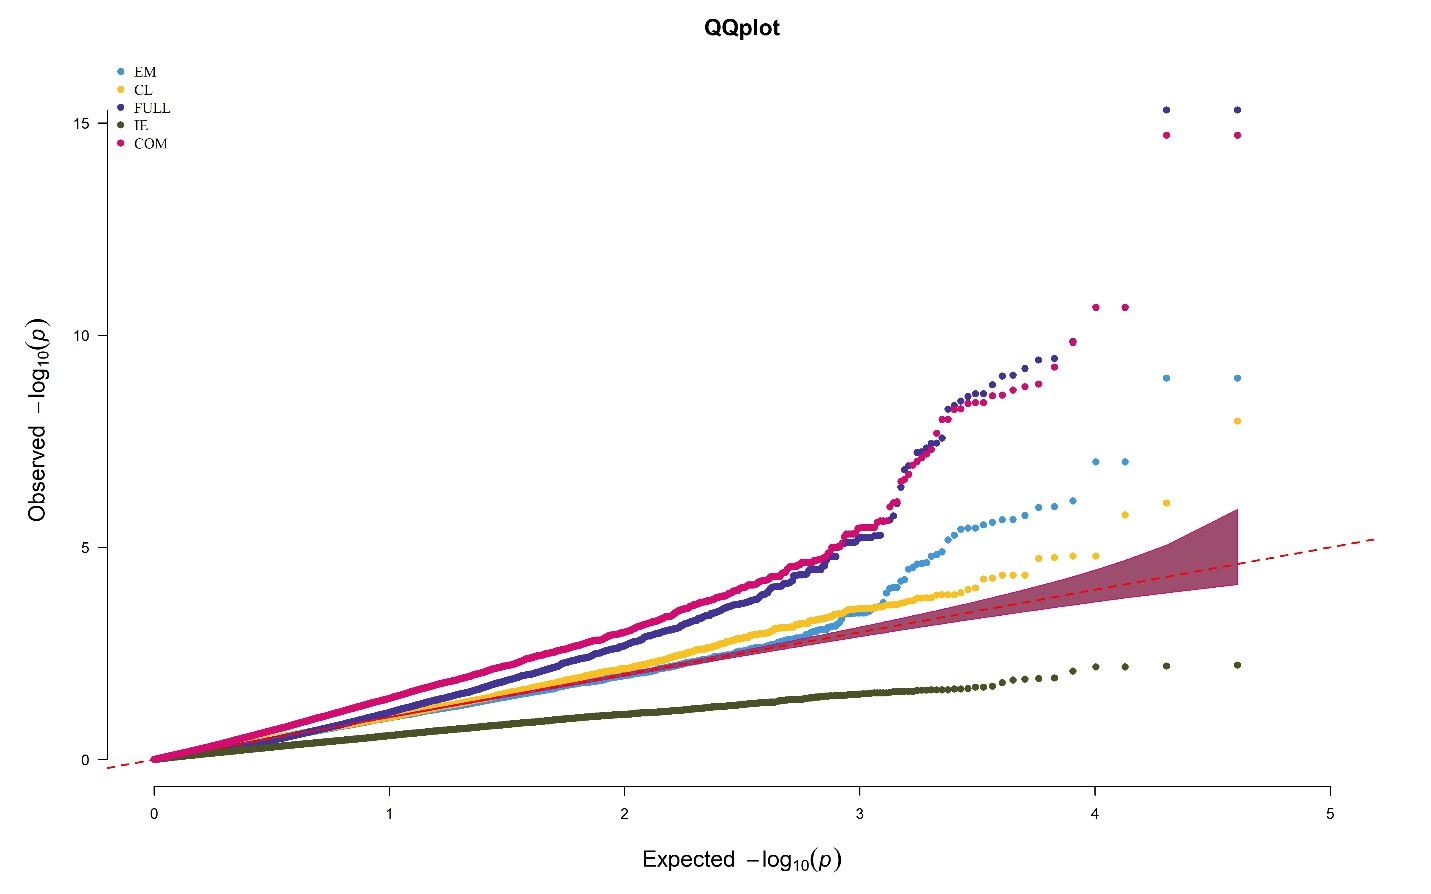 QQplot
EM
CL
FULL
IE
COM
15
10
5
0
Observed −log10(p)
0 1 2 3 4 5
Expected −log10(p)